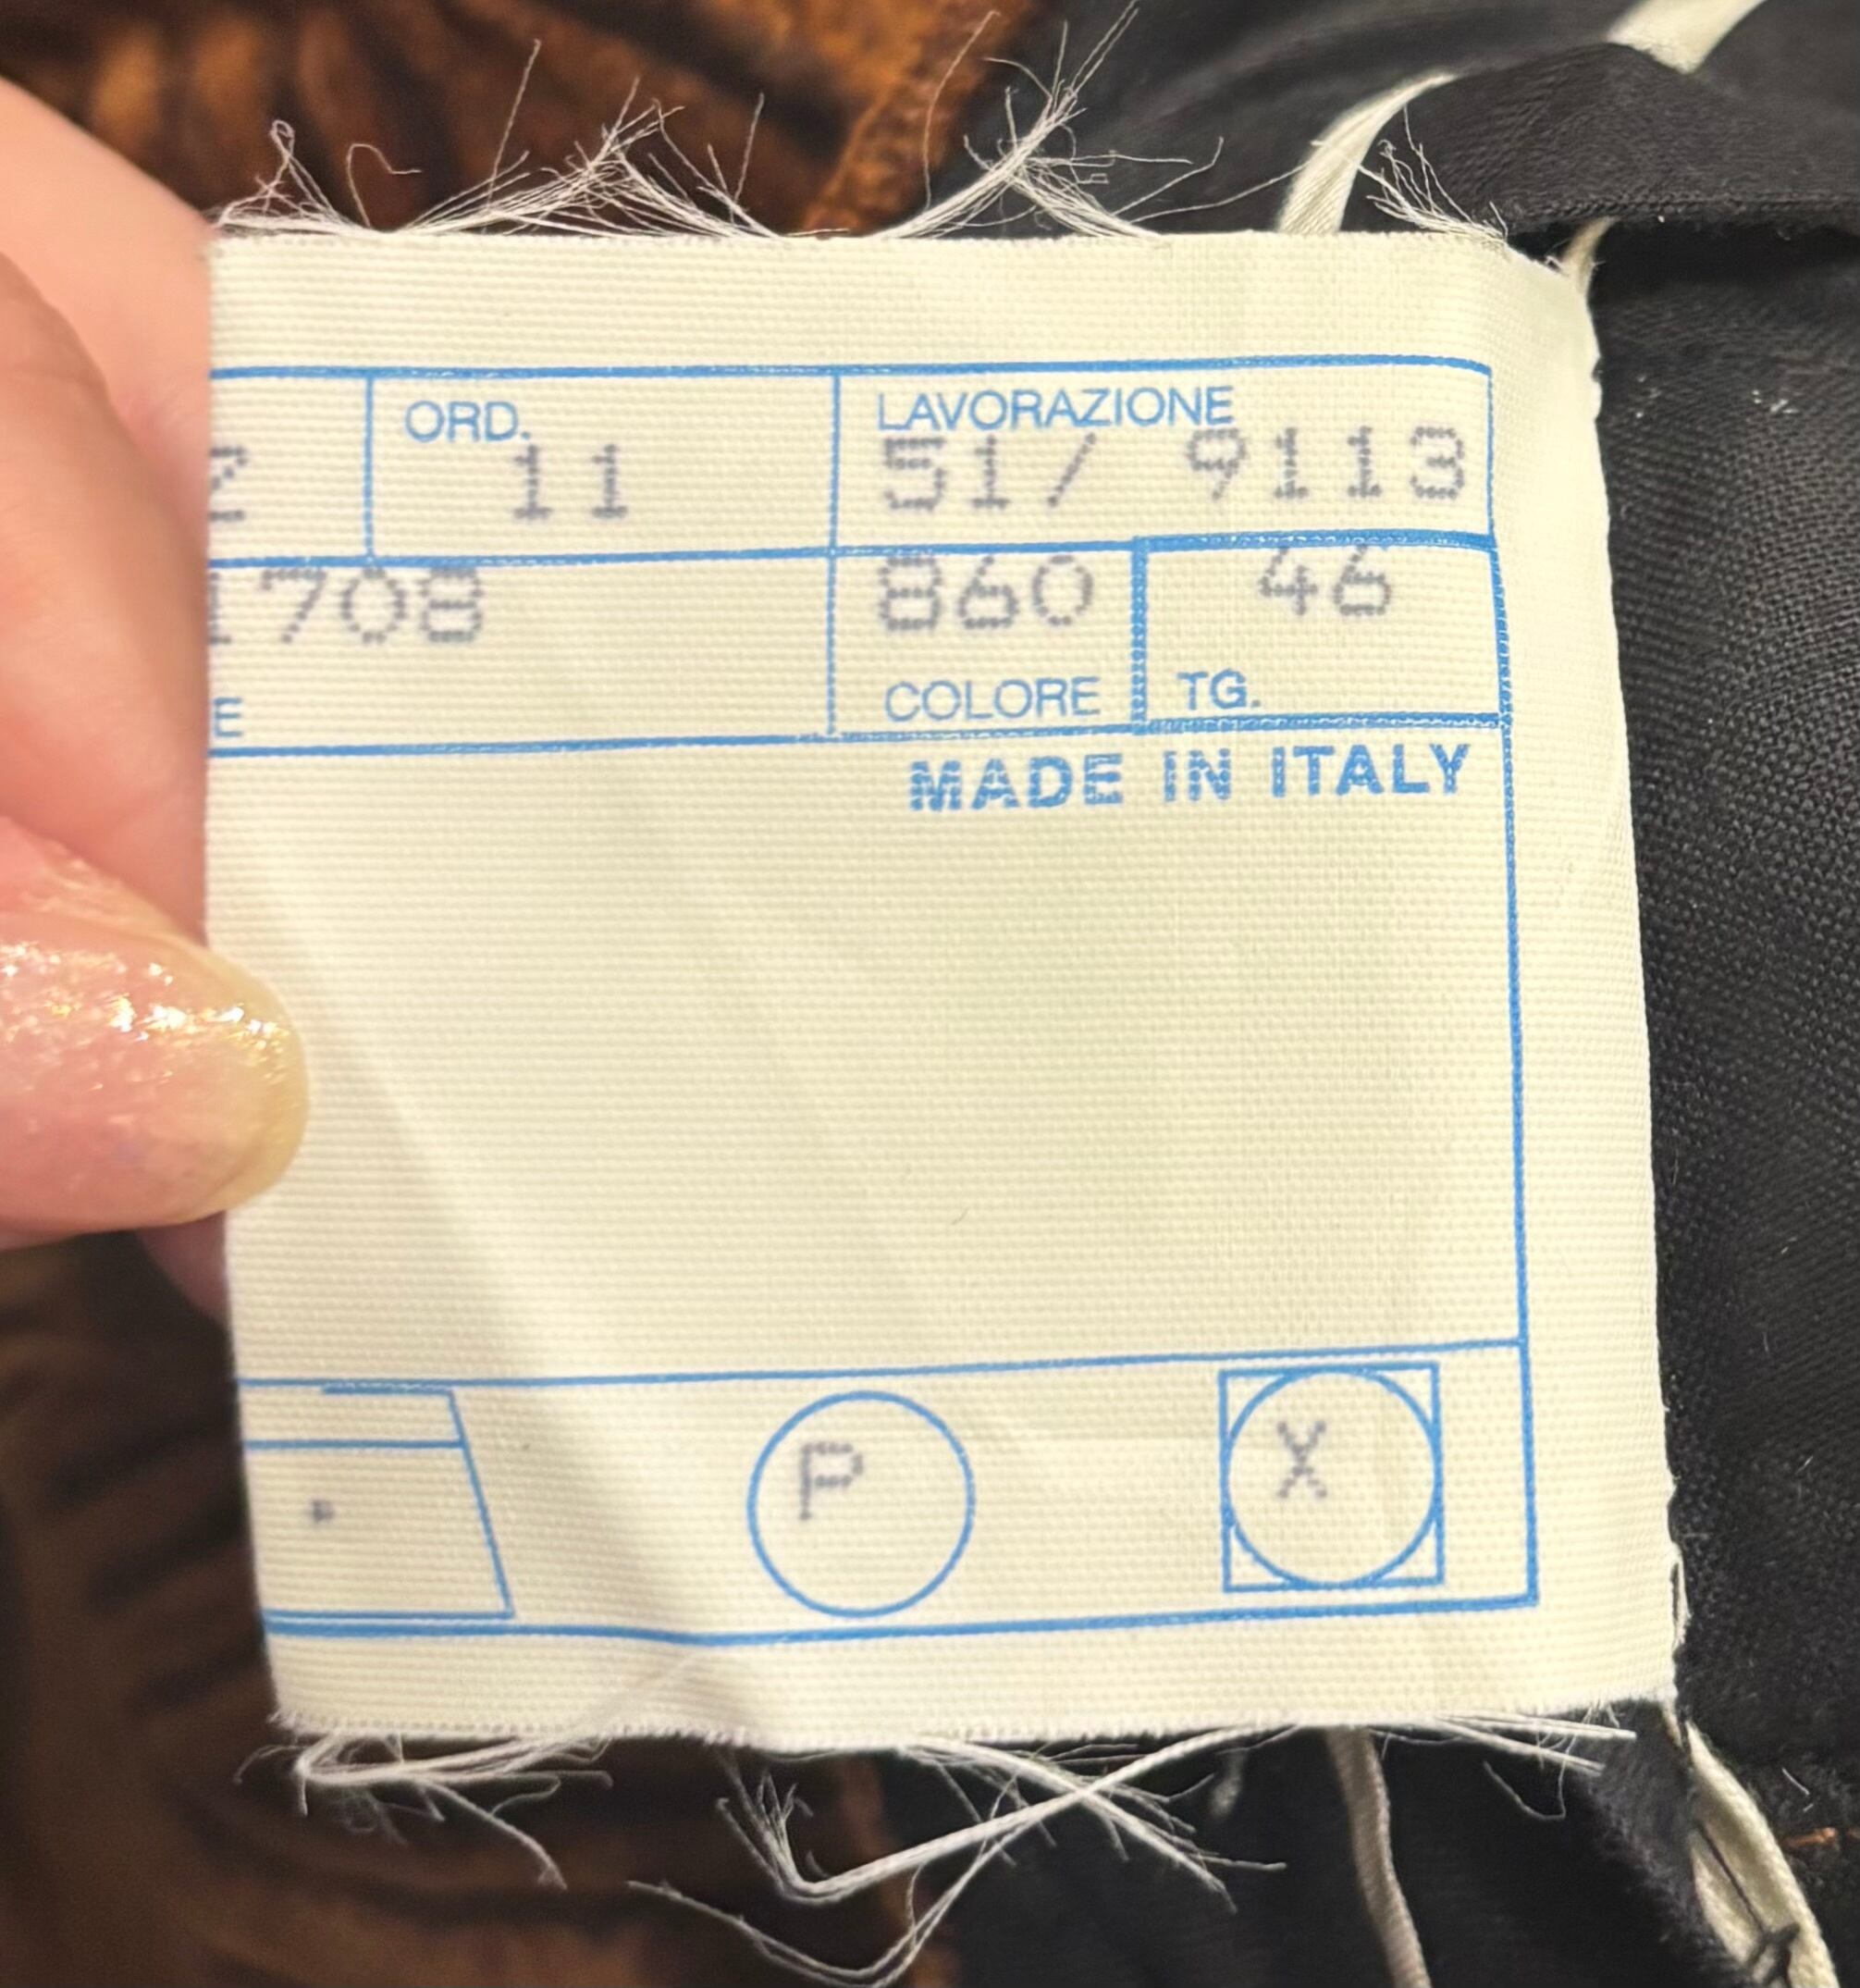 ORD. LAVORAZIONE
11 51/ 9113
1708 860 46
E COLORE TG.
MADE IN ITALY
P X